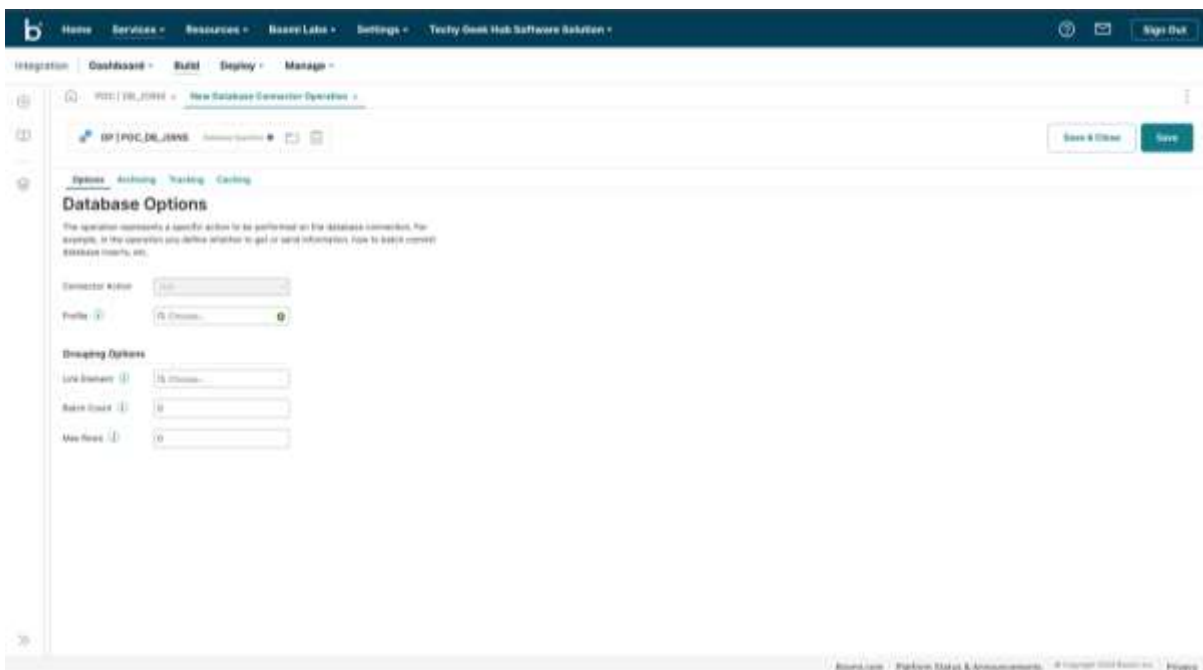 b Home Services Resources Boomi Labs Settings Techy Geek Hub Software Solution Sign Out
Integration Dashboard Build Deploy Manage
POC | DB_JOINS New Database Connector Operation
OP | POC_DB_JOINS Save & Close Save
Options Archiving Tracking Caching
Database Options
The operation represents a specific action to be performed on the database connection. For
example, in the operation you define whether to get or send information, how to batch commit
database inserts, etc.
Connector Action
Profile Choose...
Grouping Options
Link Element Choose...
Batch Count 0
Max Rows 0
Boomi.com Platform Status & Announcements Privacy